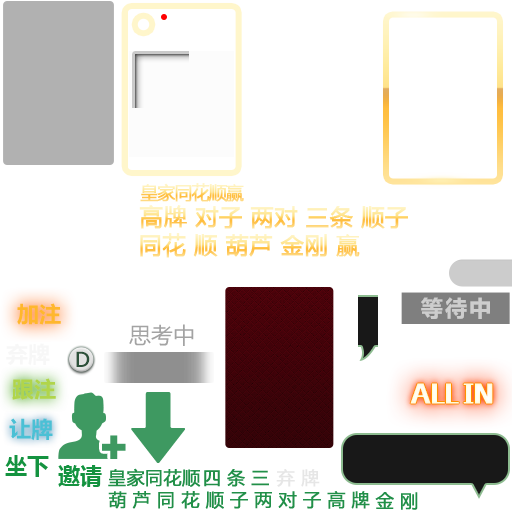 皇家同花顺赢
高牌 对子 两对 三条 顺子
同花 顺 葫芦 金刚 赢
等待中
加注
思考中
弃牌
D
跟注
ALL IN
让牌
坐下
邀请
皇家同花顺四条三 弃牌
葫芦同花顺子两对子高牌金刚